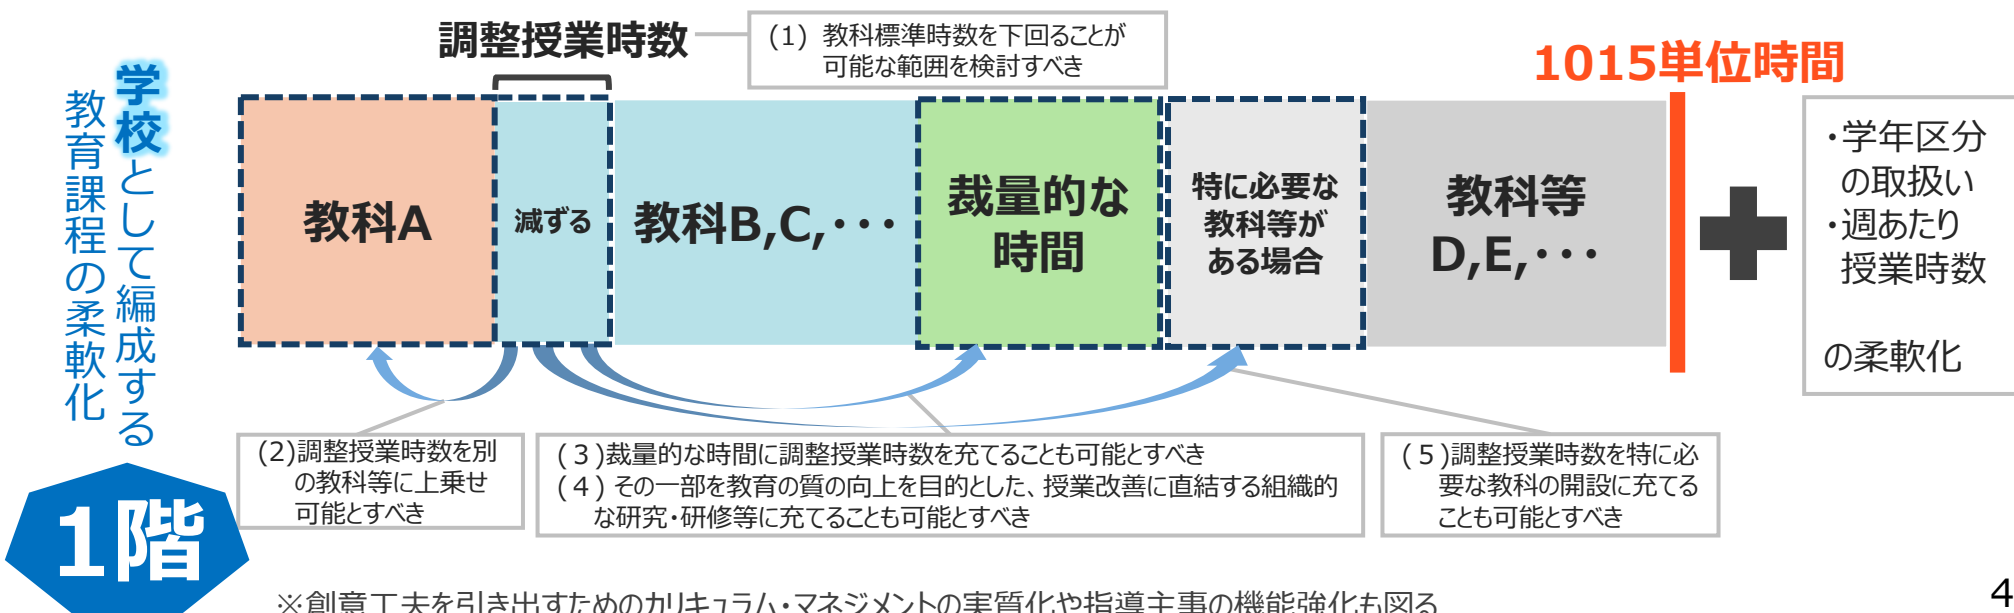 学校として編成する
教育課程の柔軟化
1階
調整授業時数
(1) 教科標準時数を下回ることが
可能な範囲を検討すべき
1015単位時間
教科A
減ずる
教科B,C,・・・
裁量的な
時間
特に必要な
教科等が
ある場合
教科等
D,E,・・・
・学年区分
の取扱い
・週あたり
授業時数
の柔軟化
(2)調整授業時数を別
の教科等に上乗せ
可能とすべき
(３)裁量的な時間に調整授業時数を充てることも可能とすべき
(４) その一部を教育の質の向上を目的とした、授業改善に直結する組織的
な研究・研修等に充てることも可能とすべき
(５)調整授業時数を特に必
要な教科の開設に充てる
ことも可能とすべき
※創意工夫を引き出すためのカリキュラム・マネジメントの実質化や指導主事の機能強化も図る
4